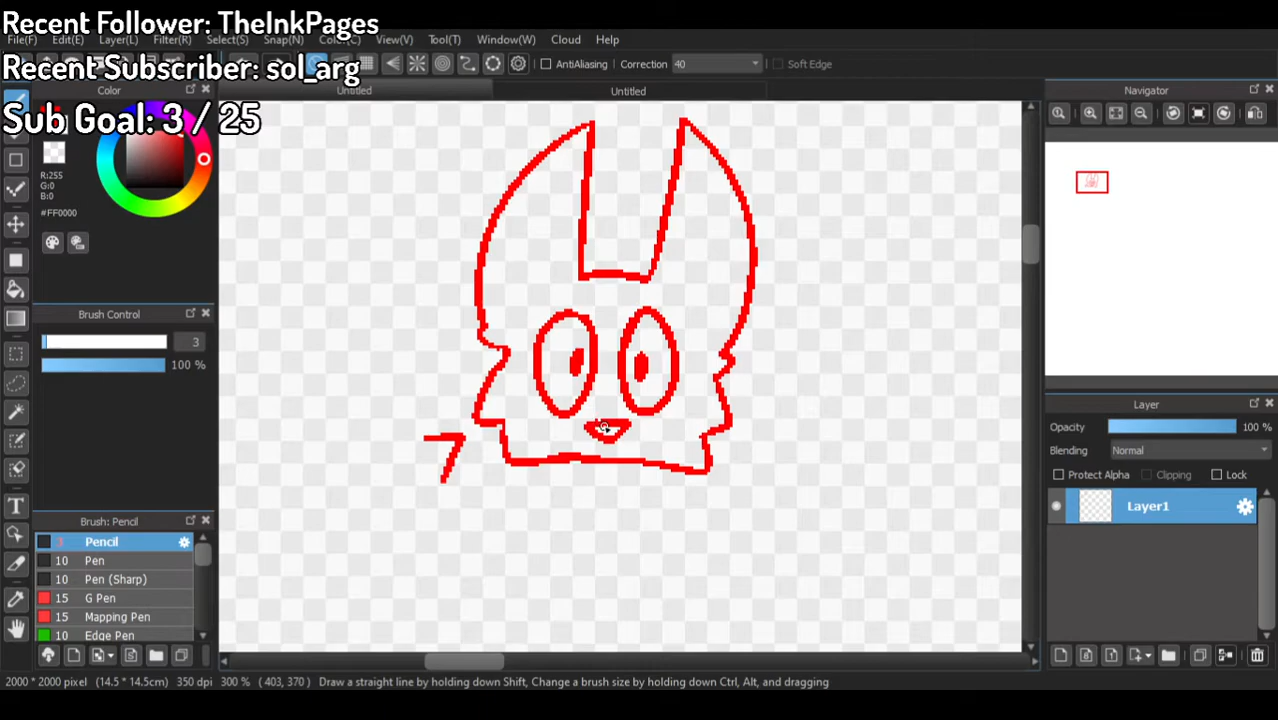 Recent Follower: TheInkPages
File(F) Edit(E) Layer(L) Filter(R) Select(S) Snap(N) Color(C) View(V) Tool(T) Window(W) Cloud Help
Recent Subscriber: sol_arg
AntiAliasing Correction 40 Soft Edge
Color Untitled Untitled Navigator
Sub Goal: 3 / 25
R:255
G:0
B:0
#FF0000
Brush Control
3
100 %
Layer
Opacity 100 %
Blending Normal
Protect Alpha Clipping Lock
Layer1
7
Brush: Pencil
3 Pencil
10 Pen
10 Pen (Sharp)
15 G Pen
15 Mapping Pen
10 Edge Pen
2000 * 2000 pixel (14.5 * 14.5cm) 350 dpi 300 % ( 403, 370 ) Draw a straight line by holding down Shift, Change a brush size by holding down Ctrl, Alt, and dragging